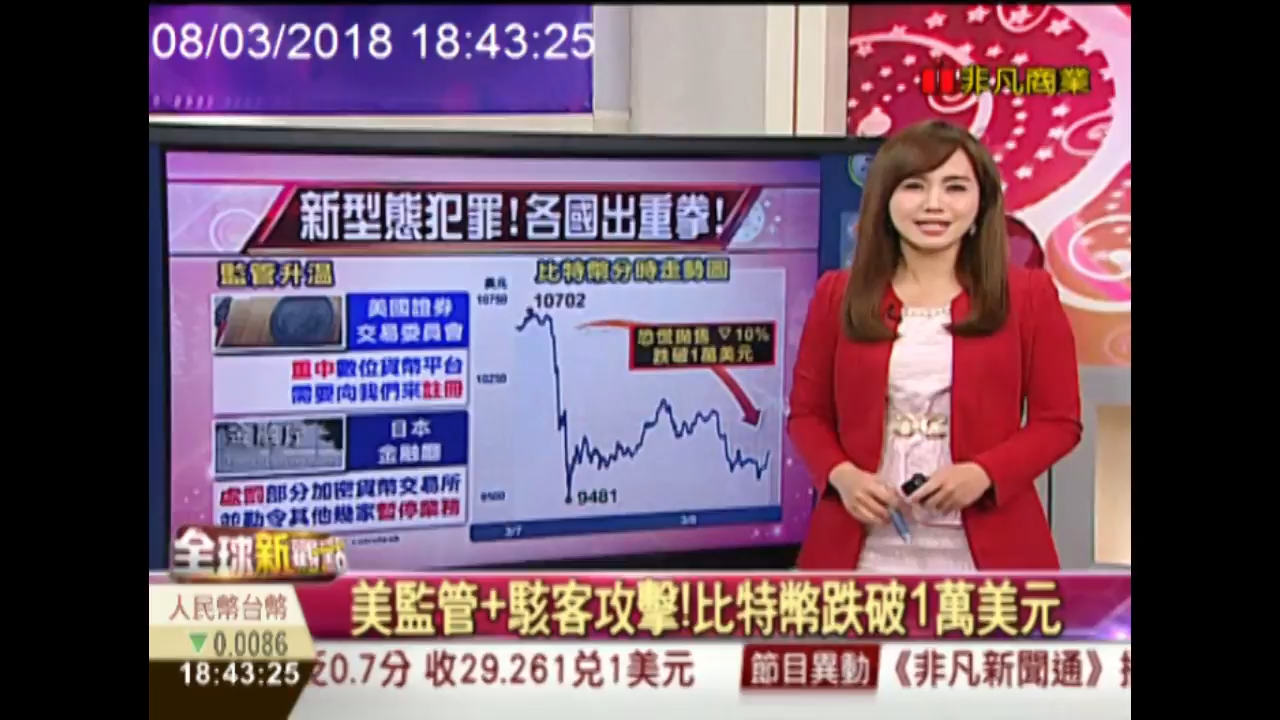 08/03/2018 18:43:25
非凡商業
新型態犯罪!各國出重拳!
監管升溫
比特幣分時走勢圖
美元
10750
10702
美國證券
交易委員會
恐慌拋售 ▽10%
跌破1萬美元
重申數位貨幣平台
需要向我們來註冊
10250
金融庁
日本
金融廳
處罰部分加密貨幣交易所
並勒令其他幾家暫停業務
9500
9481
3/7
3/8
全球新觀點
美監管+駭客攻擊!比特幣跌破1萬美元
人民幣台幣
▼0.0086
18:43:25
貶0.7分 收29.261兌1美元
節目異動
《非凡新聞通》